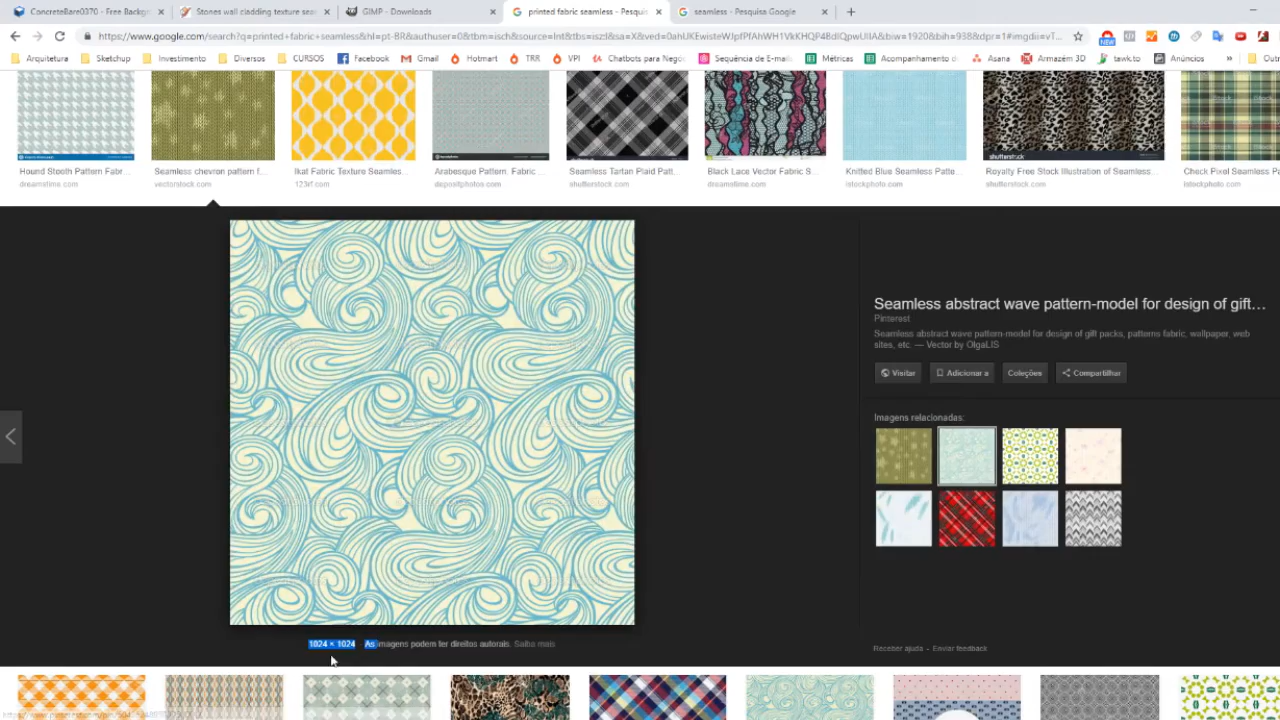 ConcreteBare0370 - Free Backgr
Stones wall cladding texture sea
GIMP - Downloads
printed fabric seamless - Pesquis
seamless - Pesquisa Google
Arquitetura
Sketchup
Investimento
Diversos
CURSOS
Facebook
Gmail
Hotmart
TRR
VPI
Chatbots para Nego
Sequência de E-mail
Métricas
Acompanhamento d
Asana
Armazém 3D
tawk.to
Anúncios
Outr
NEW
Hound Stooth Pattern Fabr...
dreamstime.com
Seamless chevron pattern f...
vectorstock.com
Ikat Fabric Texture Seamles...
123rf.com
Arabesque Pattern. Fabric ...
depositphotos.com
Seamless Tartan Plaid Patt...
shutterstock.com
Black Lace Vector Fabric S...
dreamstime.com
Knitted Blue Seamless Patte...
istockphoto.com
shutterstock
Royalty Free Stock Illustration of Seamless...
shutterstock.com
Check Pixel Seamless Pat
istockphoto.com
Seamless abstract wave pattern-model for design of gift...
Pinterest
Seamless abstract wave pattern-model for design of gift packs, patterns fabric, wallpaper, web
sites, etc. — Vector by OlgaLIS
Visitar
Adicionar a
Coleções
Compartilhar
Imagens relacionadas:
1024 × 1024 - As imagens podem ter direitos autorais. Saiba mais
Receber ajuda - Enviar feedback